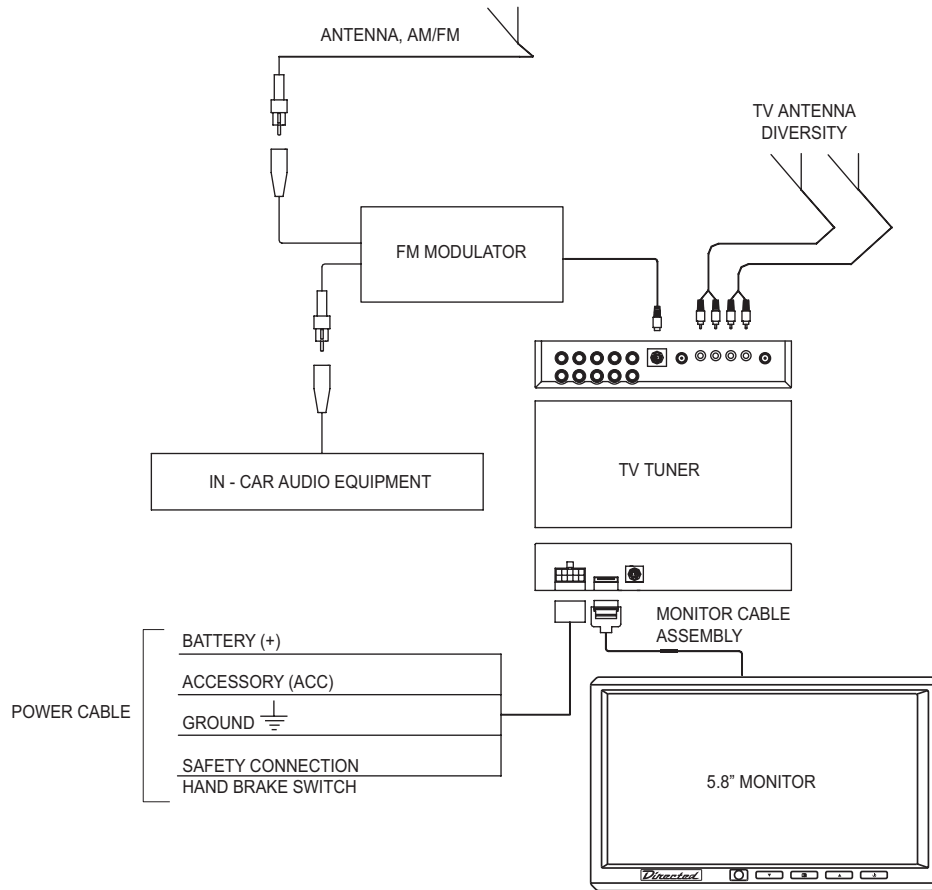 ANTENNA, AM/FM
TV ANTENNA
DIVERSITY
FM MODULATOR
IN - CAR AUDIO EQUIPMENT
TV TUNER
MONITOR CABLE
ASSEMBLY
BATTERY (+)
ACCESSORY (ACC)
POWER CABLE
GROUND
SAFETY CONNECTION
HAND BRAKE SWITCH
5.8” MONITOR
Directed